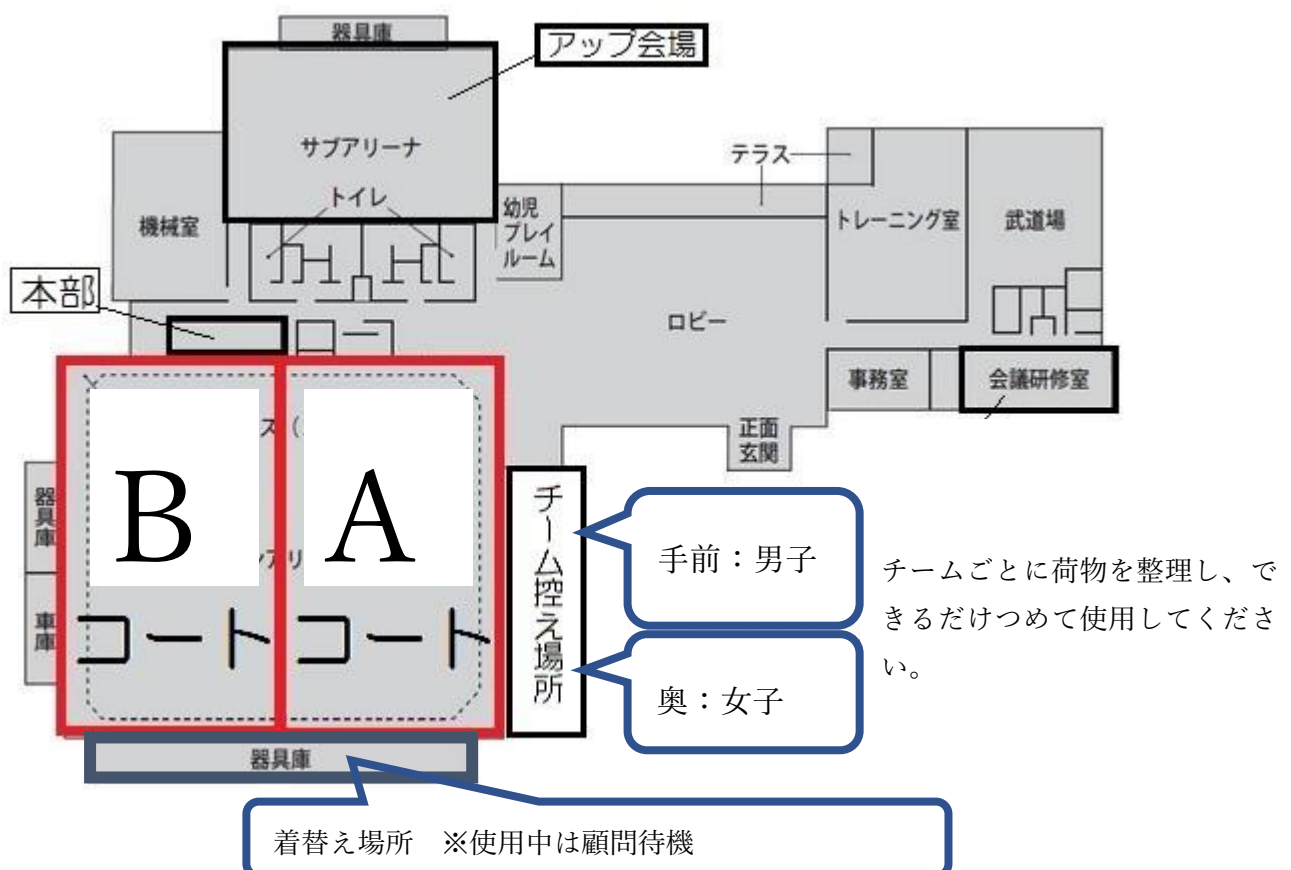 器具庫
アップ会場
サブアリーナ
テラス
トイレ
幼児
プレイ
ルーム
機械室
トレーニング室
武道場
本部
ロビー
事務室
会議研修室
ス（
正面
玄関
B
A
器具庫
チーム控え場所
手前：男子
チームごとに荷物を整理し、で
きるだけつめて使用してくださ
い。
ンアリ
車庫
コート
コート
奥：女子
器具庫
着替え場所　※使用中は顧問待機